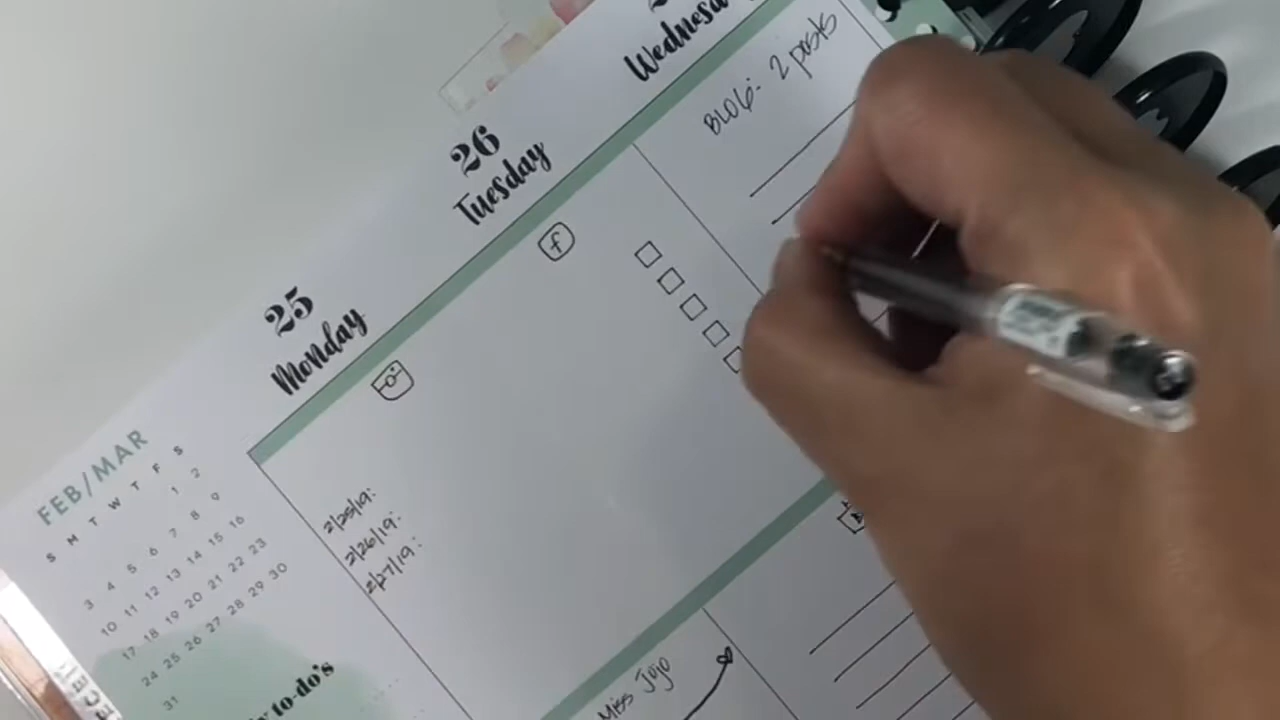 Wednesd
26
Tuesday
25
Monday
BLOG: 2 posts
f
FEB/MAR
S M T W T F S
1 2
3 4 5 6 7 8 9
10 11 12 13 14 15 16
17 18 19 20 21 22 23
24 25 26 27 28 29 30
31
2/25/19:
2/26/19:
2/27/19:
y to-do's
Miss Jojo